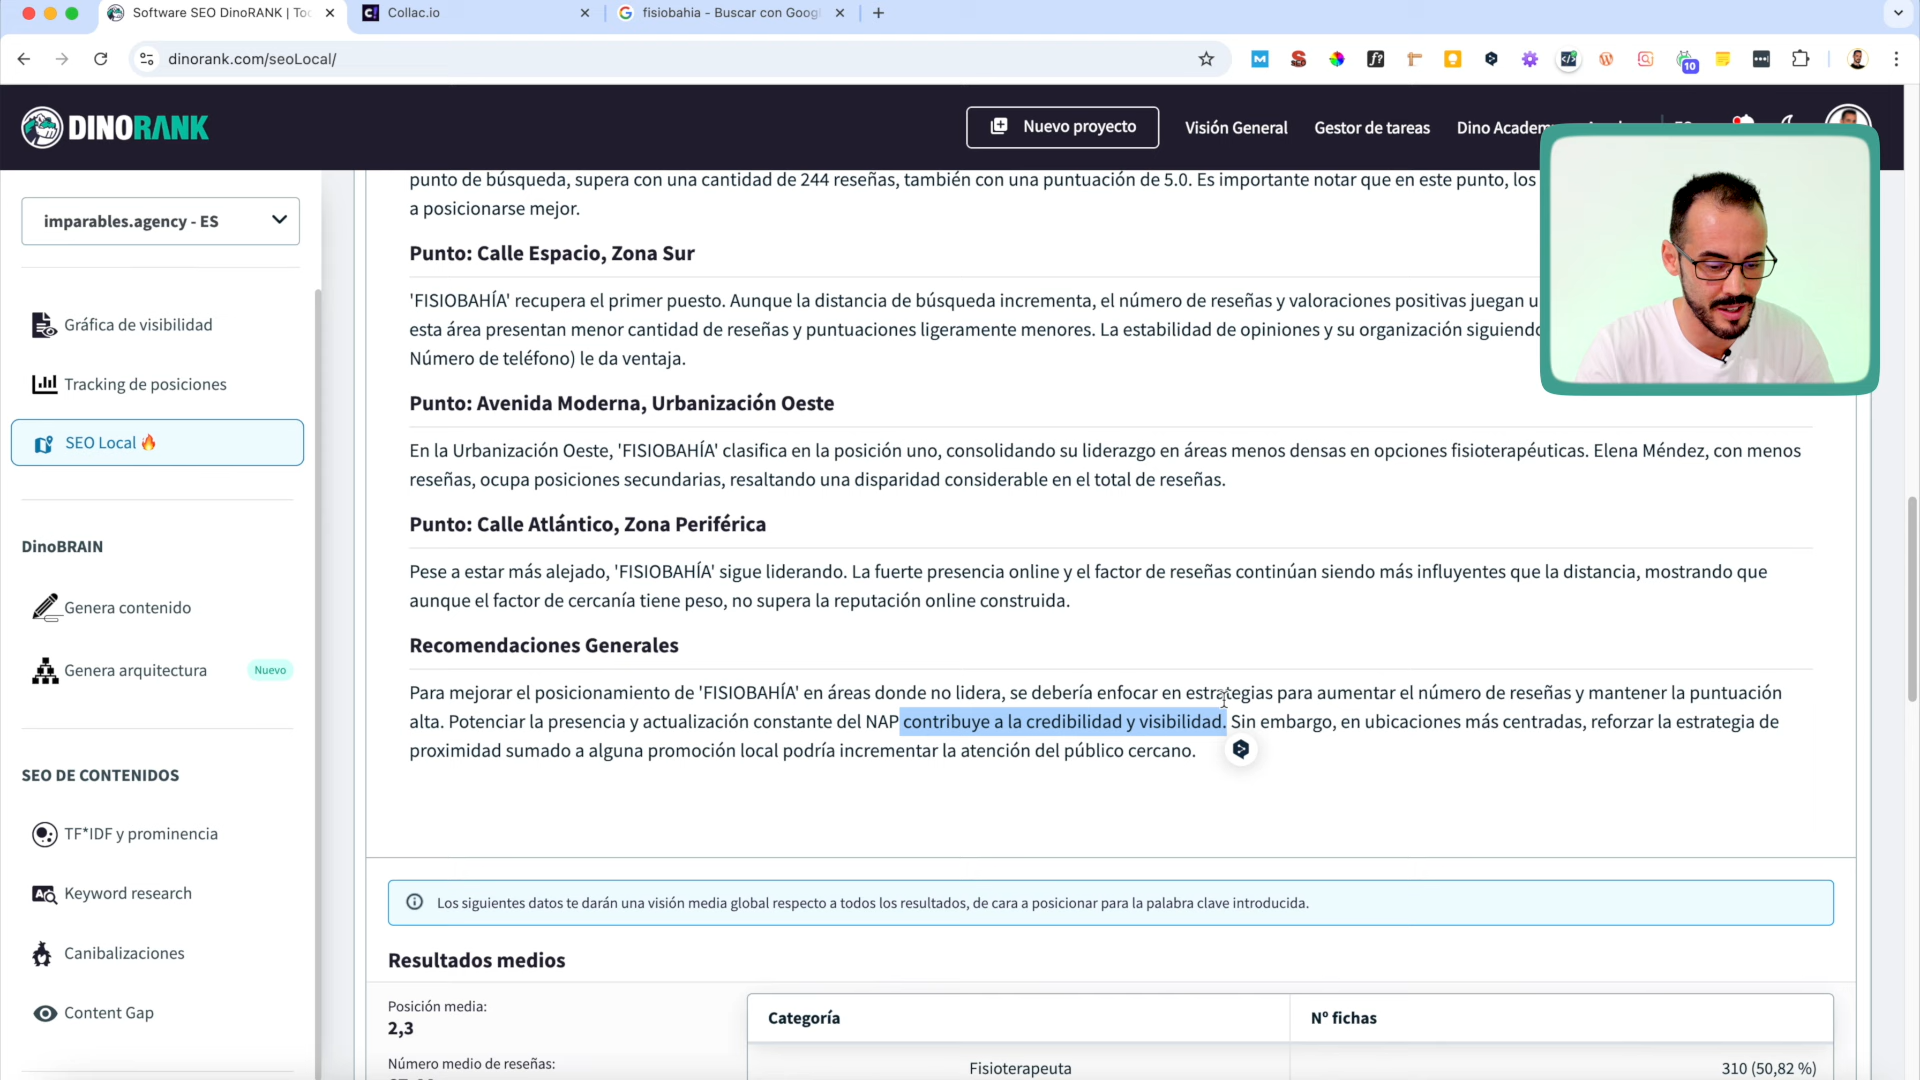 Software SEO DinoRANK | Too
Collac.io
fisiobahia - Buscar con Goog
dinorank.com/seoLocal/
10
DINORANK
Nuevo proyecto
Visión General
Gestor de tareas
Dino Academ
imparables.agency - ES
Gráfica de visibilidad
Tracking de posiciones
SEO Local
DinoBRAIN
Genera contenido
Genera arquitectura
Nuevo
SEO DE CONTENIDOS
TF*IDF y prominencia
Keyword research
Canibalizaciones
Content Gap
punto de búsqueda, supera con una cantidad de 244 reseñas, también con una puntuación de 5.0. Es importante notar que en este punto, los
a posicionarse mejor.
Punto: Calle Espacio, Zona Sur
'FISIOBAHÍA' recupera el primer puesto. Aunque la distancia de búsqueda incrementa, el número de reseñas y valoraciones positivas juegan u
esta área presentan menor cantidad de reseñas y puntuaciones ligeramente menores. La estabilidad de opiniones y su organización siguiendo
Número de teléfono) le da ventaja.
Punto: Avenida Moderna, Urbanización Oeste
En la Urbanización Oeste, 'FISIOBAHÍA' clasifica en la posición uno, consolidando su liderazgo en áreas menos densas en opciones fisioterapéuticas. Elena Méndez, con menos
reseñas, ocupa posiciones secundarias, resaltando una disparidad considerable en el total de reseñas.
Punto: Calle Atlántico, Zona Periférica
Pese a estar más alejado, 'FISIOBAHÍA' sigue liderando. La fuerte presencia online y el factor de reseñas continúan siendo más influyentes que la distancia, mostrando que
aunque el factor de cercanía tiene peso, no supera la reputación online construida.
Recomendaciones Generales
Para mejorar el posicionamiento de 'FISIOBAHÍA' en áreas donde no lidera, se debería enfocar en estrategias para aumentar el número de reseñas y mantener la puntuación
alta. Potenciar la presencia y actualización constante del NAP contribuye a la credibilidad y visibilidad. Sin embargo, en ubicaciones más centradas, reforzar la estrategia de
proximidad sumado a alguna promoción local podría incrementar la atención del público cercano.
Los siguientes datos te darán una visión media global respecto a todos los resultados, de cara a posicionar para la palabra clave introducida.
Resultados medios
Posición media:
2,3
Número medio de reseñas:
Categoría
Nº fichas
Fisioterapeuta
310 (50,82 %)